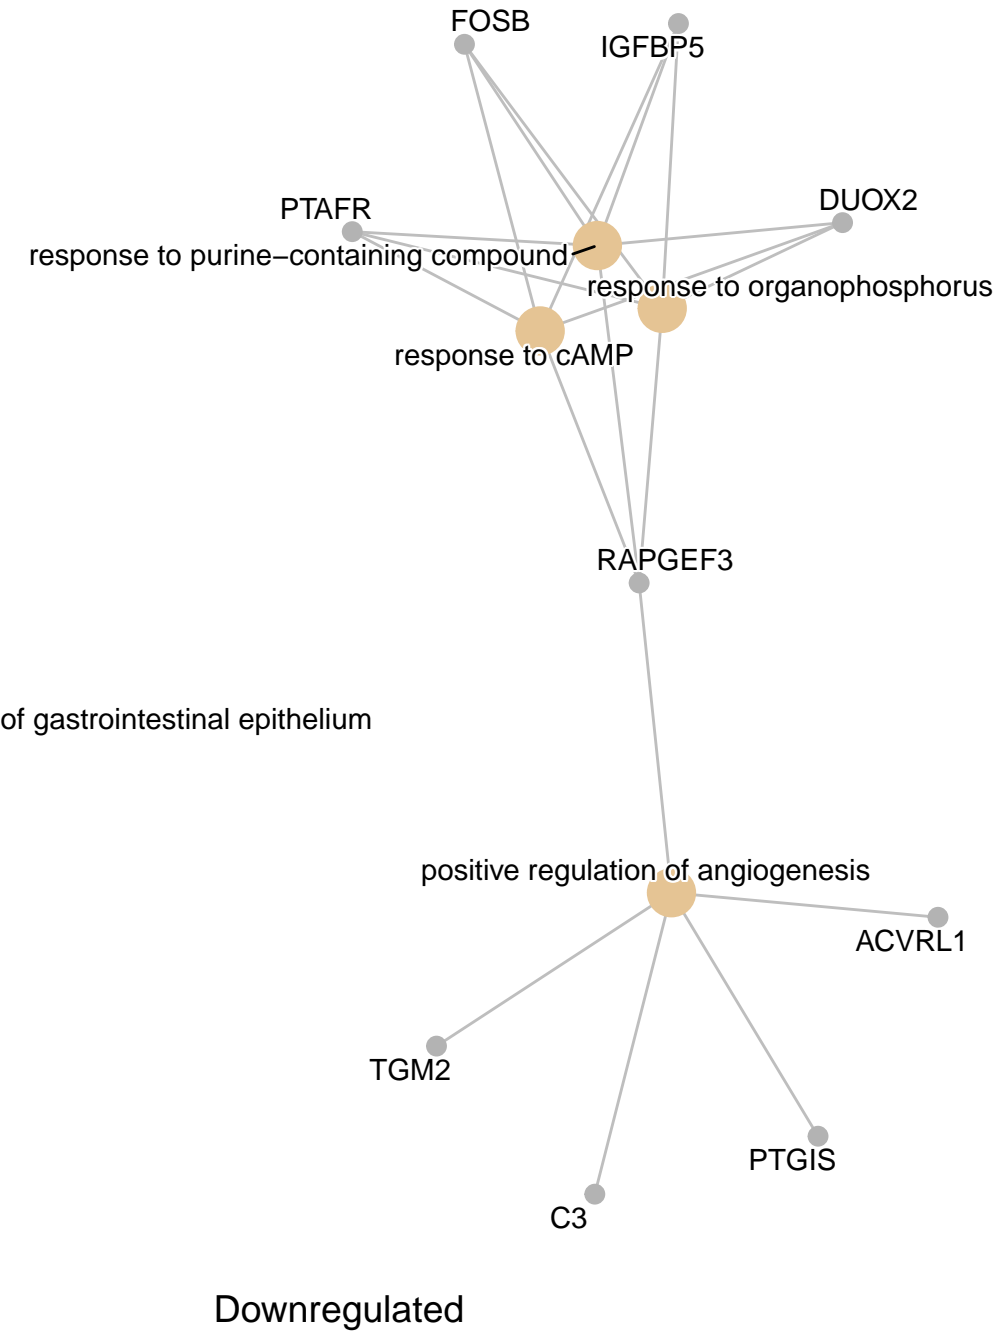 FOSB
IGFBP5
PTAFR
DUOX2
response to purine−containing compound
response to organophosphorus
response to cAMP
RAPGEF3
of gastrointestinal epithelium
positive regulation of angiogenesis
ACVRL1
TGM2
PTGIS
C3
Downregulated